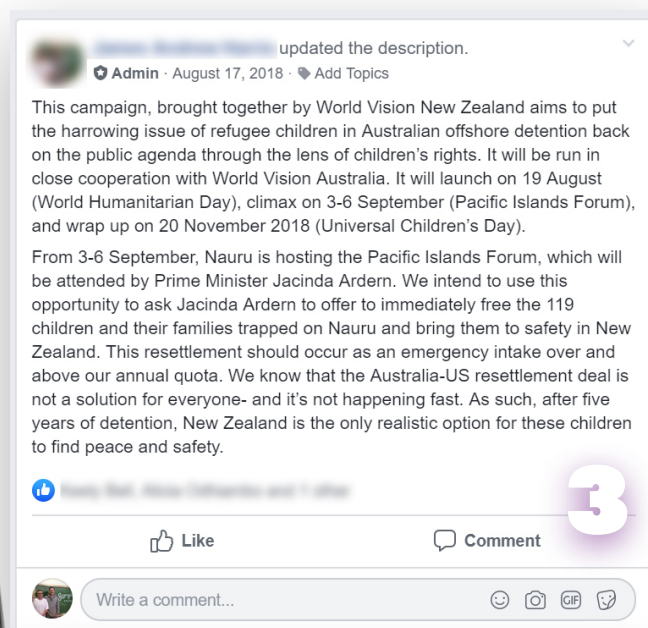 updated the description.
Admin · August 17, 2018 · Add Topics
This campaign, brought together by World Vision New Zealand aims to put
the harrowing issue of refugee children in Australian offshore detention back
on the public agenda through the lens of children's rights. It will be run in
close cooperation with World Vision Australia. It will launch on 19 August
(World Humanitarian Day), climax on 3-6 September (Pacific Islands Forum),
and wrap up on 20 November 2018 (Universal Children's Day).
From 3-6 September, Nauru is hosting the Pacific Islands Forum, which will
be attended by Prime Minister Jacinda Ardern. We intend to use this
opportunity to ask Jacinda Ardern to offer to immediately free the 119
children and their families trapped on Nauru and bring them to safety in New
Zealand. This resettlement should occur as an emergency intake over and
above our annual quota. We know that the Australia-US resettlement deal is
not a solution for everyone- and it's not happening fast. As such, after five
years of detention, New Zealand is the only realistic option for these children
to find peace and safety.
3
Like Comment
Write a comment...
GIF